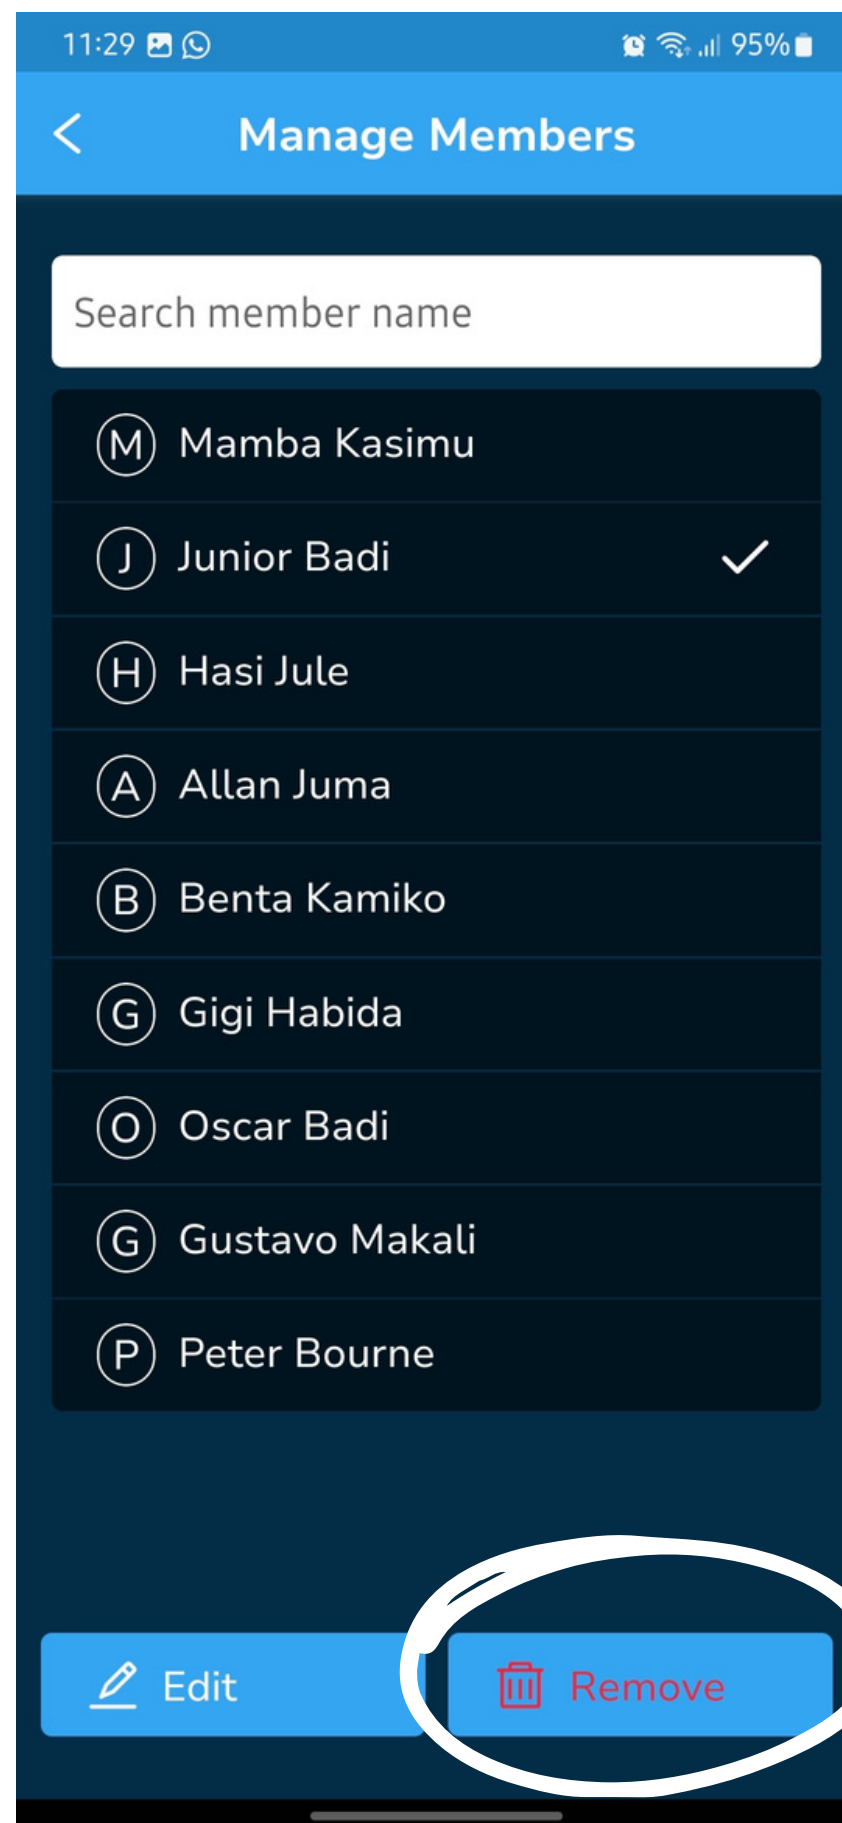 11:29 95%
Manage Members
Search member name
M Mamba Kasimu
J Junior Badi
H Hasi Jule
A Allan Juma
B Benta Kamiko
G Gigi Habida
O Oscar Badi
G Gustavo Makali
P Peter Bourne
Edit Remove